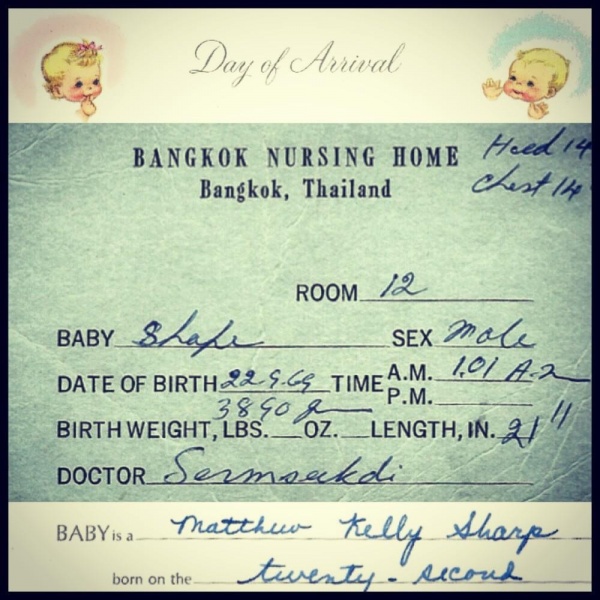 Day of Arrival
BANGKOK NURSING HOME
Bangkok, Thailand
Head 14
Chest 14
ROOM 12
BABY Shape
SEX Male
DATE OF BIRTH 22.9.69 TIME A.M. 1.01 A.M
P.M.
3890 gm
BIRTH WEIGHT, LBS. OZ. LENGTH, IN. 21"
DOCTOR Sermsakdi
BABY is a Matthew Kelly Sharp
born on the twenty-second